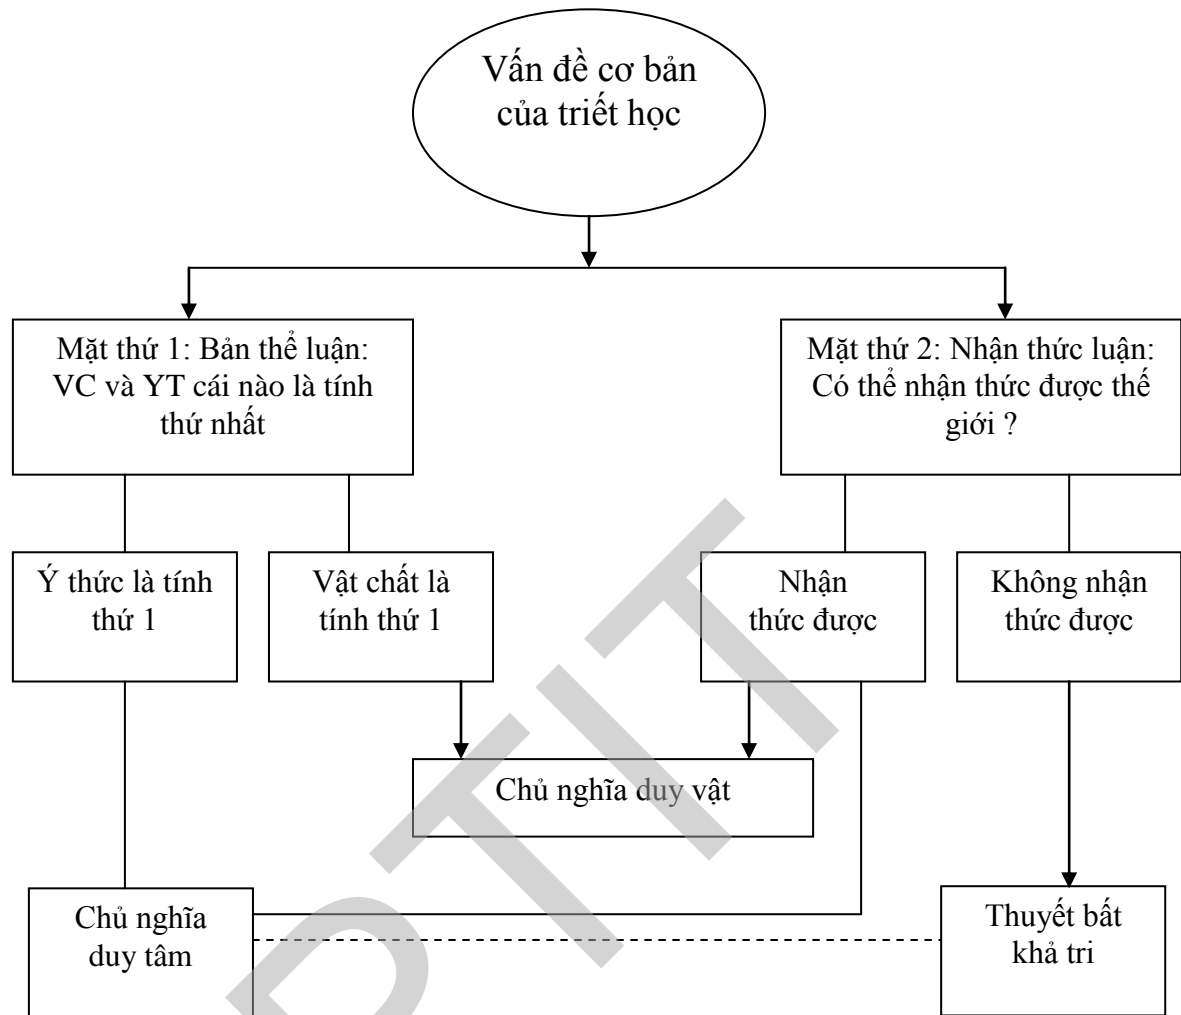 Vấn đề cơ bản
của triết học
Mặt thứ 1: Bản thể luận:
VC và YT cái nào là tính
thứ nhất
Mặt thứ 2: Nhận thức luận:
Có thể nhận thức được thế
giới ?
Ý thức là tính
thứ 1
Vật chất là
tính thứ 1
Nhận
thức được
Không nhận
thức được
Chủ nghĩa duy vật
Chủ nghĩa
duy tâm
Thuyết bất
khả tri
PTIT